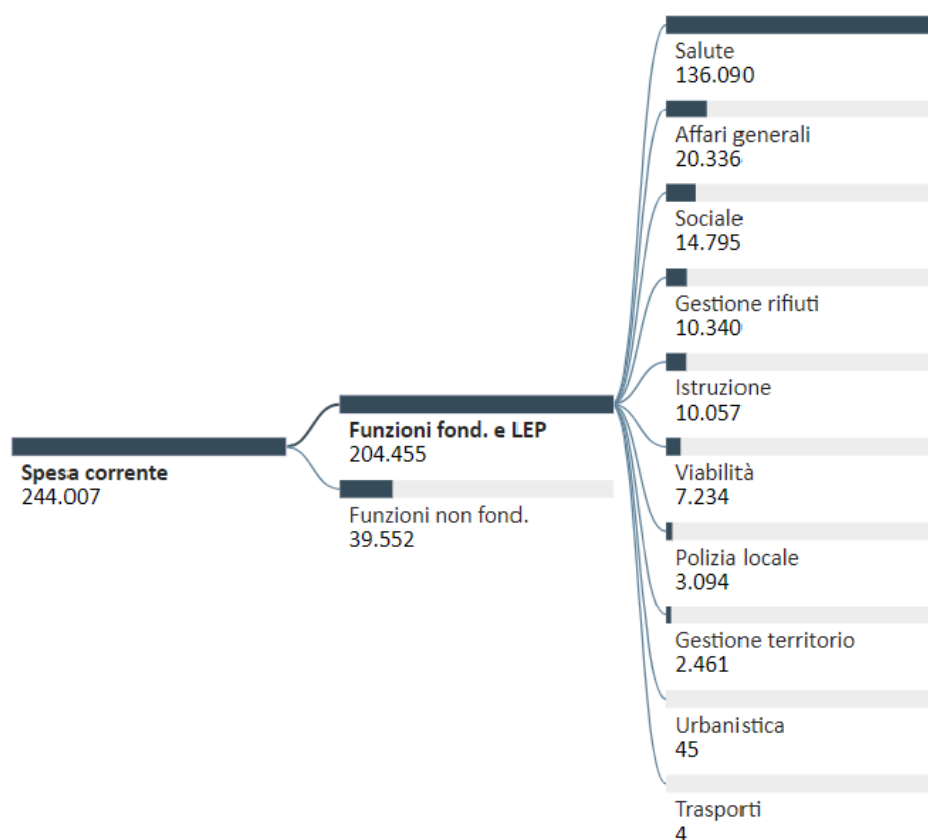 Spesa corrente
244.007
Funzioni fond. e LEP
204.455
Funzioni non fond.
39.552
Salute
136.090
Affari generali
20.336
Sociale
14.795
Gestione rifiuti
10.340
Istruzione
10.057
Viabilità
7.234
Polizia locale
3.094
Gestione territorio
2.461
Urbanistica
45
Trasporti
4